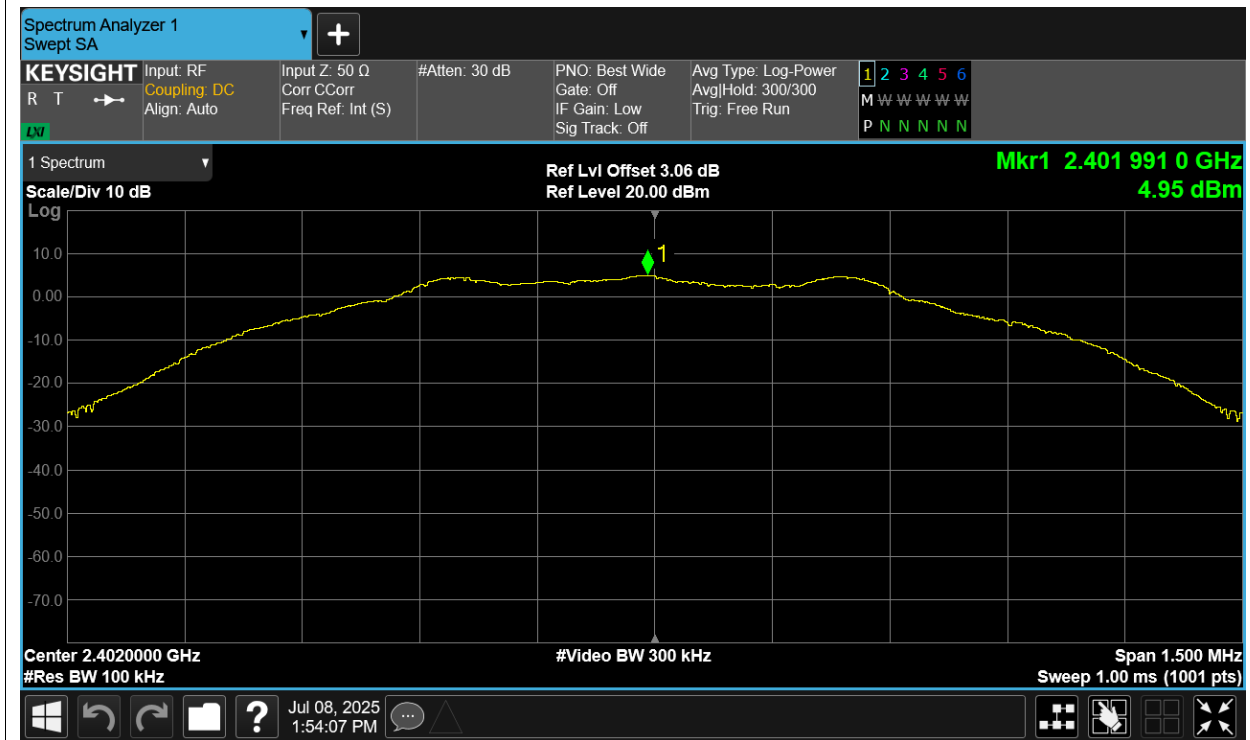 Spectrum Analyzer 1
Swept SA
+
KEYSIGHT
R T
LXI
Input: RF
Coupling: DC
Align: Auto
Input Z: 50 Ω
Corr CCorr
Freq Ref: Int (S)
#Atten: 30 dB
PNO: Best Wide
Gate: Off
IF Gain: Low
Sig Track: Off
Avg Type: Log-Power
Avg|Hold: 300/300
Trig: Free Run
1 2 3 4 5 6
M W W W W W
P N N N N N
1 Spectrum
Scale/Div 10 dB
Log
Ref Lvl Offset 3.06 dB
Ref Level 20.00 dBm
Mkr1 2.401 991 0 GHz
4.95 dBm
1
10.0
0.00
-10.0
-20.0
-30.0
-40.0
-50.0
-60.0
-70.0
Center 2.4020000 GHz
#Res BW 100 kHz
#Video BW 300 kHz
Span 1.500 MHz
Sweep 1.00 ms (1001 pts)
?
Jul 08, 2025
1:54:07 PM